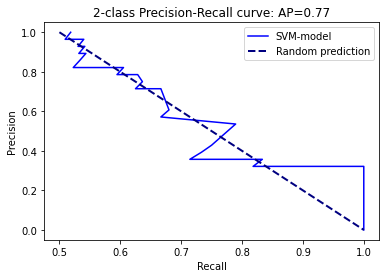 2-class Precision-Recall curve: AP=0.77
SVM-model
Random prediction
Precision
1.0
0.8
0.6
0.4
0.2
0.0
0.5 0.6 0.7 0.8 0.9 1.0
Recall